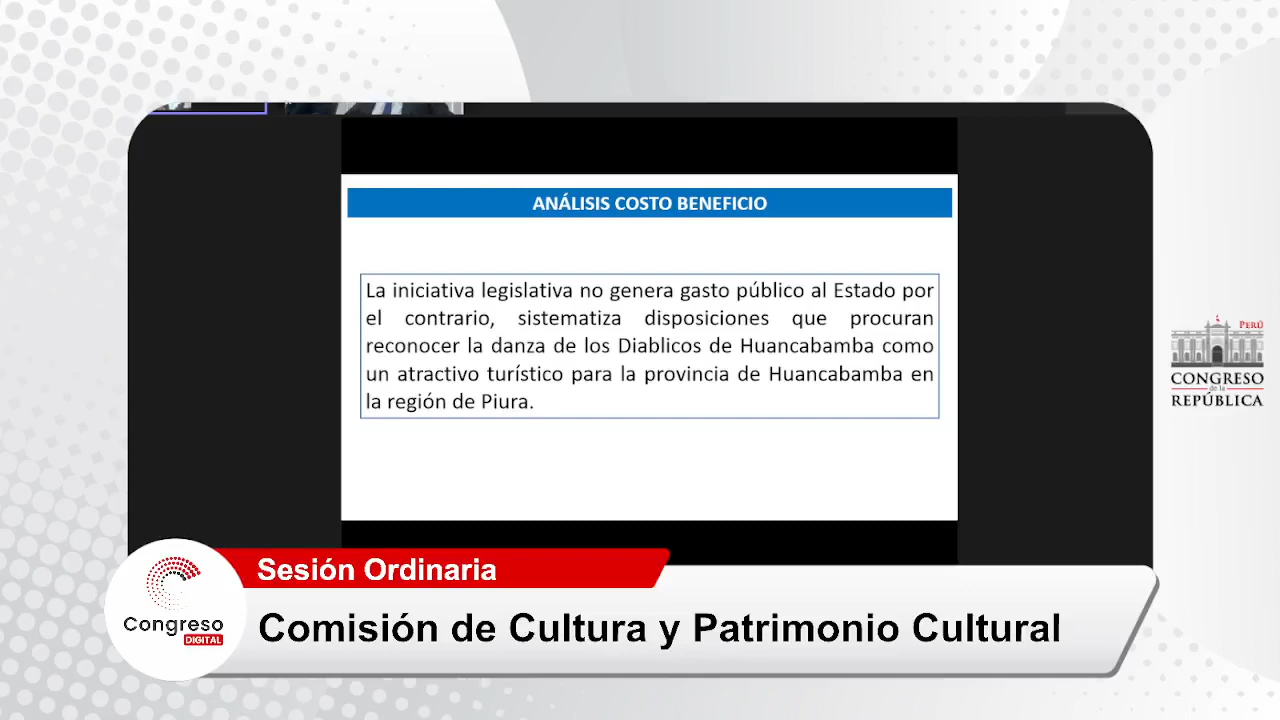 ANÁLISIS COSTO BENEFICIO
La iniciativa legislativa no genera gasto público al Estado por
el contrario, sistematiza disposiciones que procuran
reconocer la danza de los Diablicos de Huancabamba como
un atractivo turístico para la provincia de Huancabamba en
la región de Piura.
PERÚ
CONGRESO
de la
REPÚBLICA
Sesión Ordinaria
Congreso
DIGITAL
Comisión de Cultura y Patrimonio Cultural